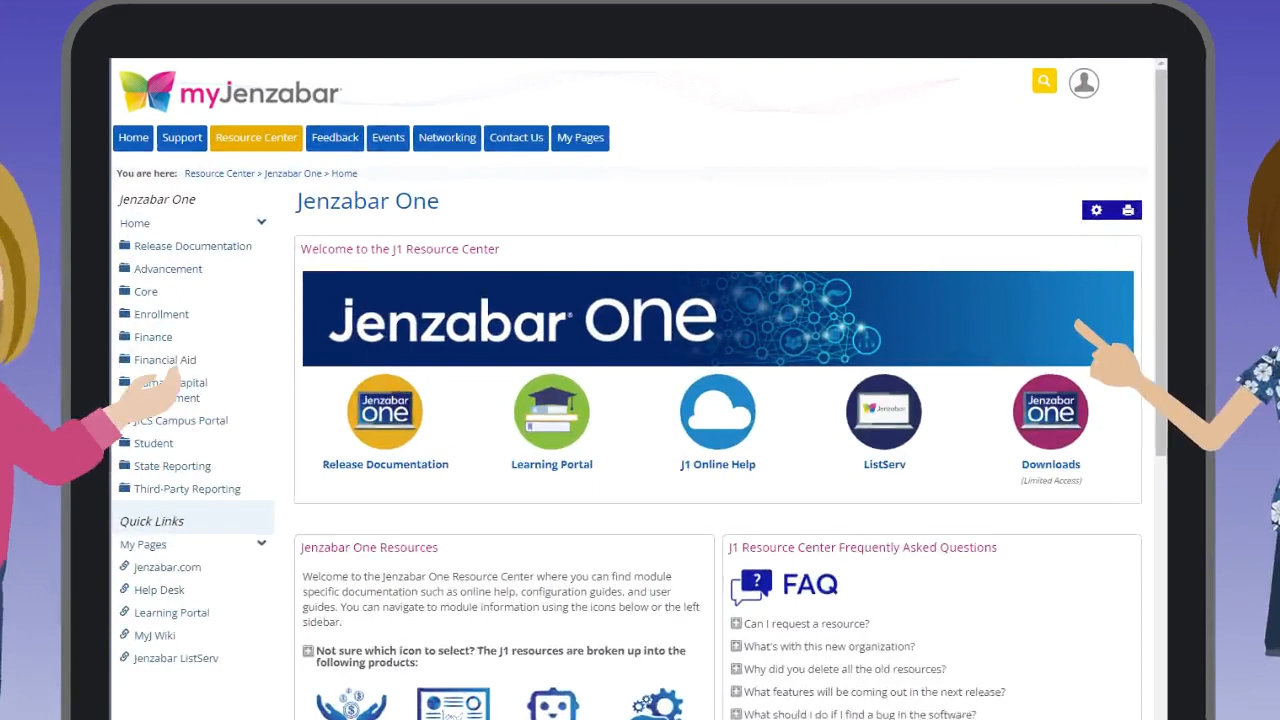 myJenzabar
Home
Support
Resource Center
Feedback
Events
Networking
Contact Us
My Pages
You are here: Resource Center > Jenzabar One > Home
Jenzabar One
Home
Release Documentation
Advancement
Core
Enrollment
Finance
Financial Aid
JICS Campus Portal
Student
State Reporting
Third-Party Reporting
Quick Links
My Pages
Jenzabar.com
Help Desk
Learning Portal
MyJ Wiki
Jenzabar ListServ
Jenzabar One
Welcome to the J1 Resource Center
jenzabar® one
Jenzabar
one
Jenzabar
Jenzabar
one
Release Documentation
Learning Portal
J1 Online Help
ListServ
Downloads
(Limited Access)
Jenzabar One Resources
Welcome to the Jenzabar One Resource Center where you can find module
specific documentation such as online help, configuration guides, and user
guides. You can navigate to module information using the icons below or the left
sidebar.
Not sure which icon to select? The J1 resources are broken up into the
following products:
J1 Resource Center Frequently Asked Questions
? FAQ
Can I request a resource?
What's with this new organization?
Why did you delete all the old resources?
What features will be coming out in the next release?
What should i do if I find a bug in the software?